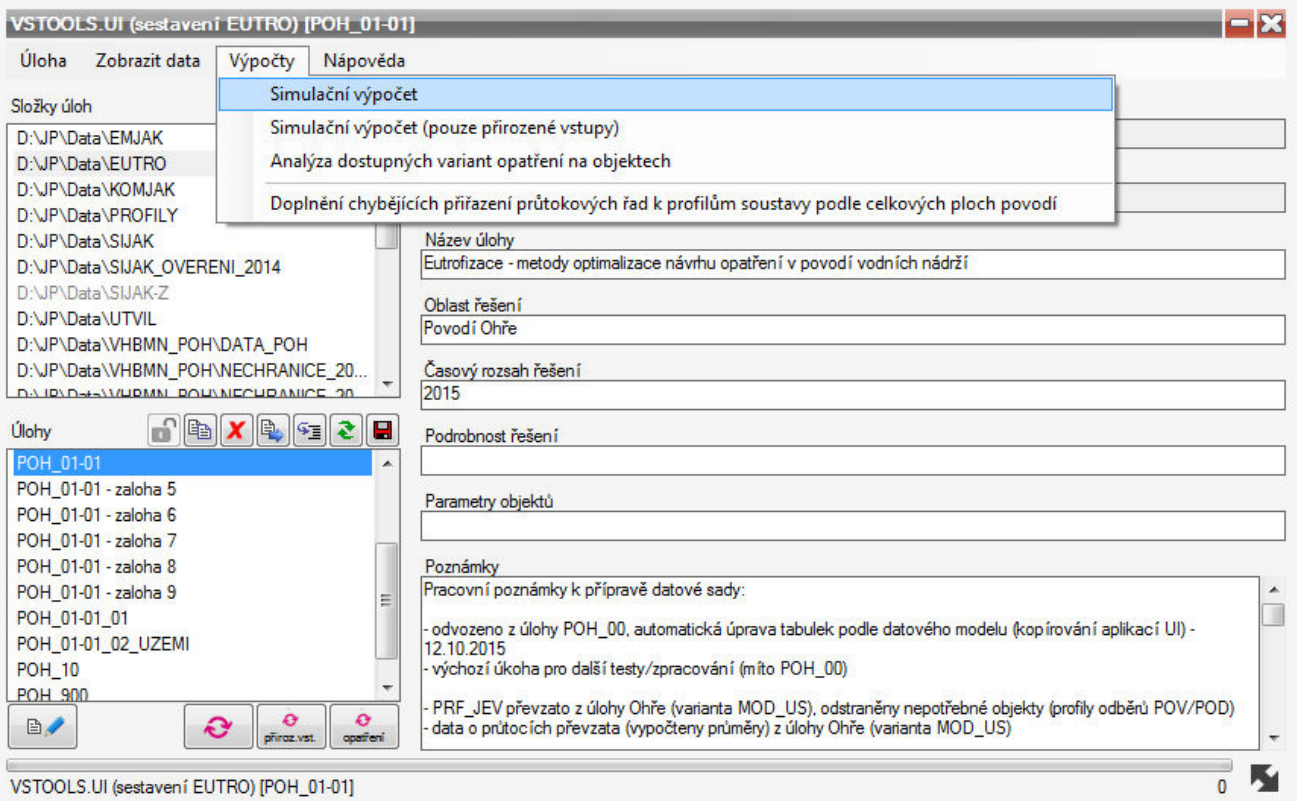 VSTOOLS.UI (sestavení EUTRO) [POH_01-01]
Úloha Zobrazit data Výpočty Nápověda
Simulační výpočet
Simulační výpočet (pouze přirozené vstupy)
Analýza dostupných variant opatření na objektech
Doplnění chybějících přiřazení průtokových řad k profilům soustavy podle celkových ploch povodí
Složky úloh
D:\JP\Data\EMJAK
D:\JP\Data\EUTRO
D:\JP\Data\KOMJAK
D:\JP\Data\PROFILY
D:\JP\Data\SIJAK
D:\JP\Data\SIJAK_OVERENI_2014
D:\JP\Data\SIJAK-Z
D:\JP\Data\UTVIL
D:\JP\Data\VHBMN_POH\DATA_POH
D:\JP\Data\VHBMN_POH\NECHRANICE_20...
D:\JP\Data\VHBMN_POH\NECHRANICE_20
Úlohy
POH_01-01
POH_01-01 - zaloha 5
POH_01-01 - zaloha 6
POH_01-01 - zaloha 7
POH_01-01 - zaloha 8
POH_01-01 - zaloha 9
POH_01-01_01
POH_01-01_02_UZEMI
POH_10
POH_900
přiroz.vst.
opatření
Název úlohy
Eutrofizace - metody optimalizace návrhu opatření v povodí vodních nádrží
Oblast řešení
Povodí Ohře
Časový rozsah řešení
2015
Podrobnost řešení
Parametry objektů
Poznámky
Pracovní poznámky k přípravě datové sady:
- odvozeno z úlohy POH_00, automatická úprava tabulek podle datového modelu (kopírování aplikací UI) -
12.10.2015
- výchozí úkoha pro další testy/zpracování (míto POH_00)
- PRF_JEV převzato z úlohy Ohře (varianta MOD_US), odstraněny nepotřebné objekty (profily odběrů POV/POD)
- data o průtocích převzata (vypočteny průměry) z úlohy Ohře (varianta MOD_US)
VSTOOLS.UI (sestavení EUTRO) [POH_01-01]
0